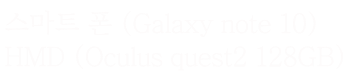 스마트 폰 (Galaxy note 10)
HMD (Oculus quest2 128GB)